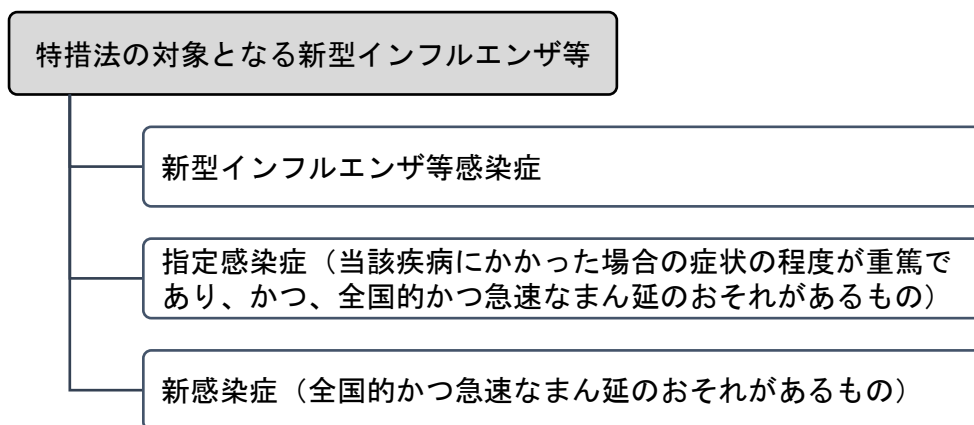 特措法の対象となる新型インフルエンザ等
新型インフルエンザ等感染症
指定感染症（当該疾病にかかった場合の症状の程度が重篤で
あり、かつ、全国的かつ急速なまん延のおそれがあるもの）
新感染症（全国的かつ急速なまん延のおそれがあるもの）